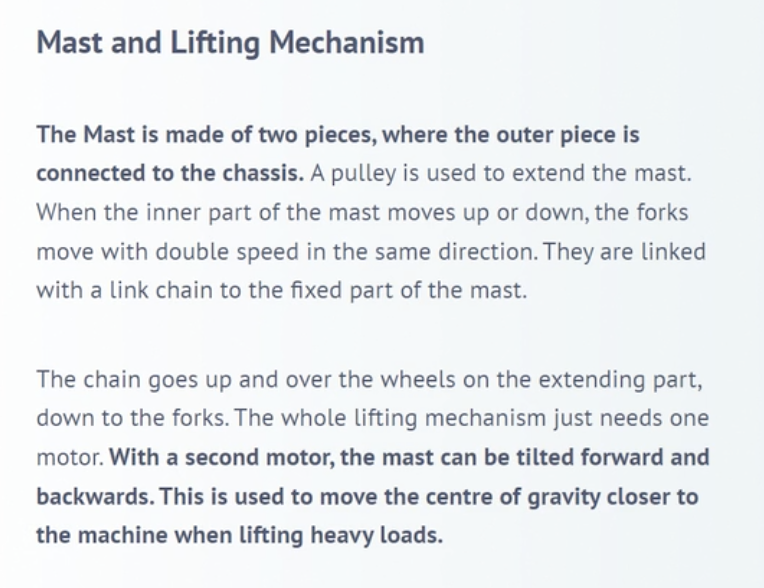 Mast and Lifting Mechanism
The Mast is made of two pieces, where the outer piece is
connected to the chassis. A pulley is used to extend the mast.
When the inner part of the mast moves up or down, the forks
move with double speed in the same direction. They are linked
with a link chain to the fixed part of the mast.
The chain goes up and over the wheels on the extending part,
down to the forks. The whole lifting mechanism just needs one
motor. With a second motor, the mast can be tilted forward and
backwards. This is used to move the centre of gravity closer to
the machine when lifting heavy loads.